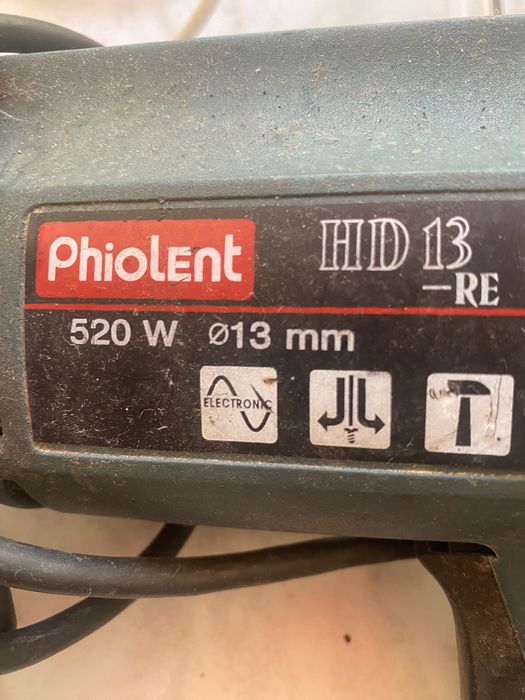 PhiolEnt
HD 13
-RE
520 W ø13 mm
ELECTRONIC